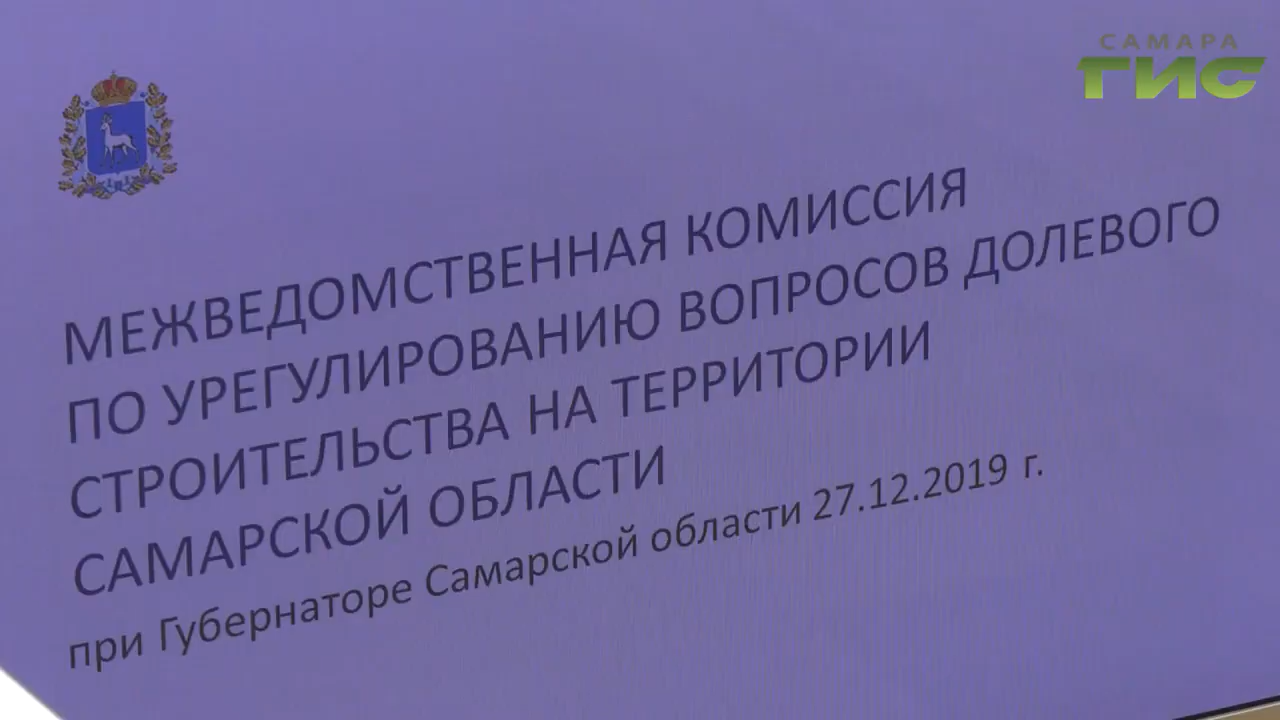 САМАРА
ГИС
МЕЖВЕДОМСТВЕННАЯ КОМИССИЯ
ПО УРЕГУЛИРОВАНИЮ ВОПРОСОВ ДОЛЕВОГО
СТРОИТЕЛЬСТВА НА ТЕРРИТОРИИ
САМАРСКОЙ ОБЛАСТИ
при Губернаторе Самарской области 27.12.2019 г.